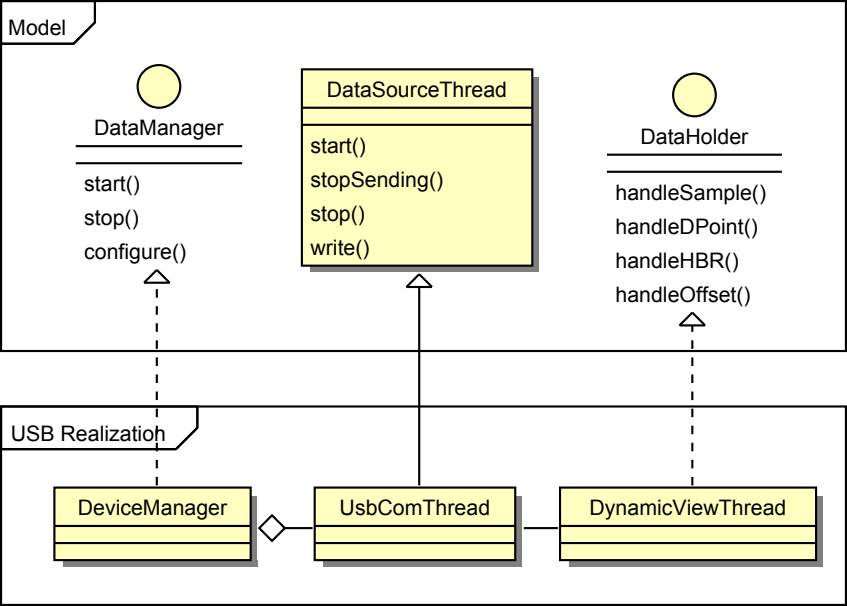 Model
DataManager
start()
stop()
configure()
DataSourceThread
start()
stopSending()
stop()
write()
DataHolder
handleSample()
handleDPoint()
handleHBR()
handleOffset()
USB Realization
DeviceManager
UsbComThread
DynamicViewThread